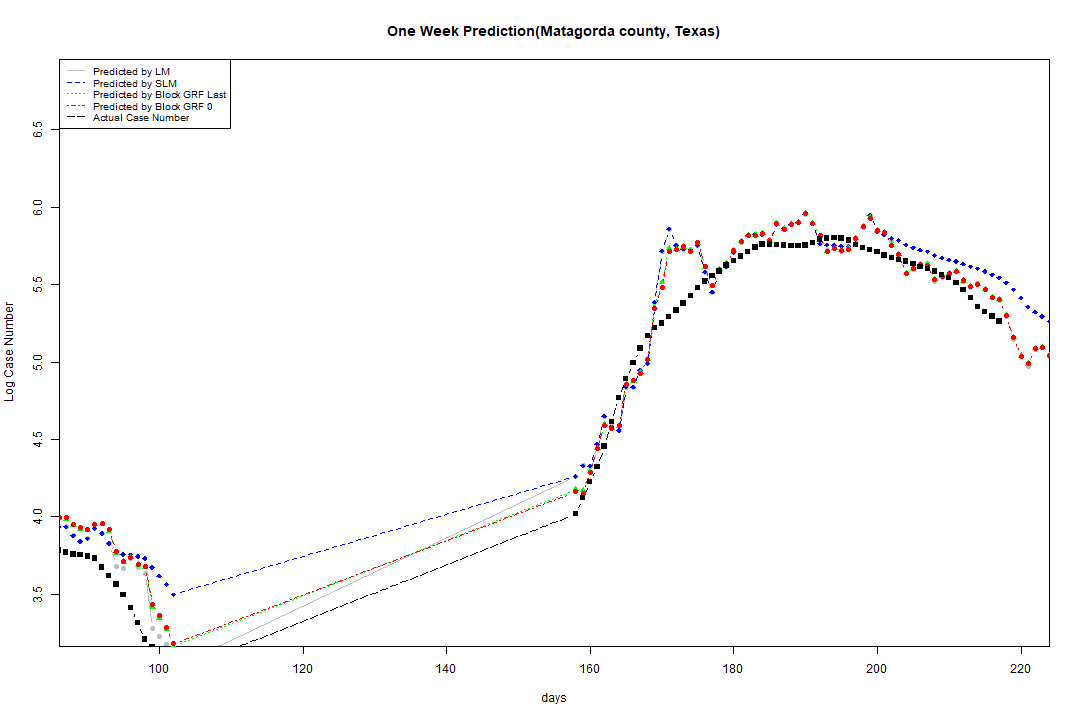 One Week Prediction(Matagorda county, Texas)
Predicted by LM
Predicted by SLM
Predicted by Block GRF Last
Predicted by Block GRF 0
Actual Case Number
Log Case Number
6.5
6.0
5.5
5.0
4.5
4.0
3.5
100 120 140 160 180 200 220
days